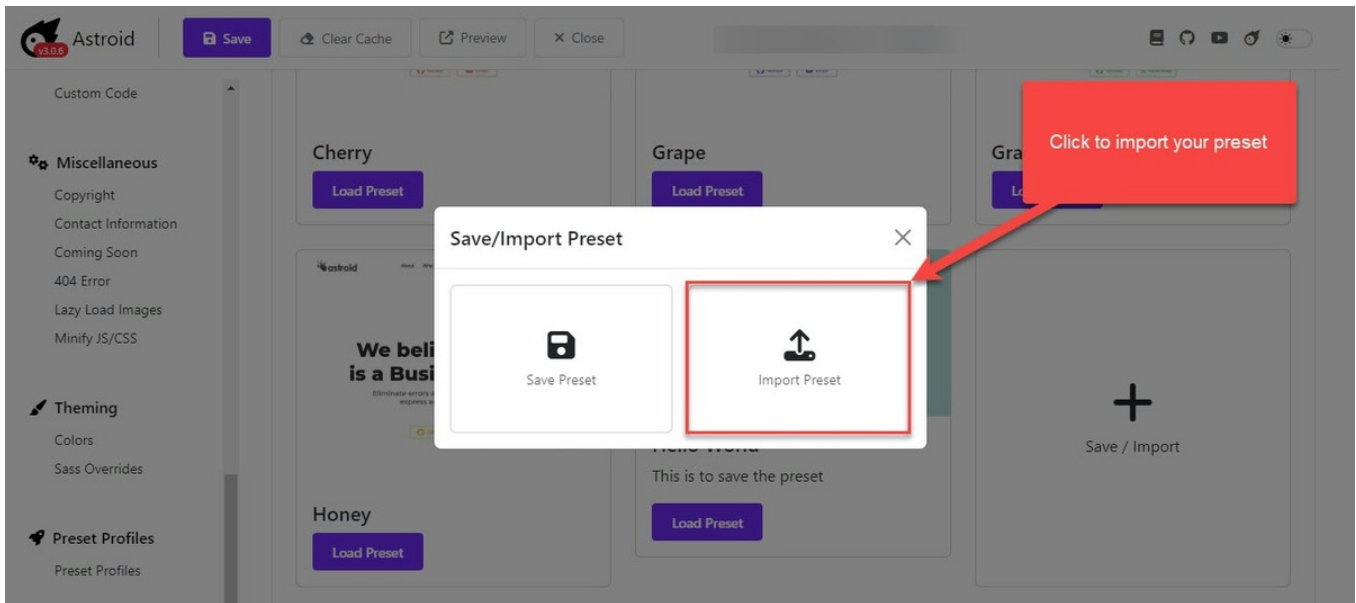 Astroid
v3.0.6
Save
Clear Cache
Preview
Close
Custom Code
Miscellaneous
Copyright
Contact Information
Coming Soon
404 Error
Lazy Load Images
Minify JS/CSS
Theming
Colors
Sass Overrides
Preset Profiles
Preset Profiles
Cherry
Load Preset
Grape
Load Preset
Gra
Click to import your preset
Save/Import Preset
Save Preset
Import Preset
astroid
About
We beli
is a Busi
Honey
Load Preset
Hello World
This is to save the preset
Load Preset
Save / Import